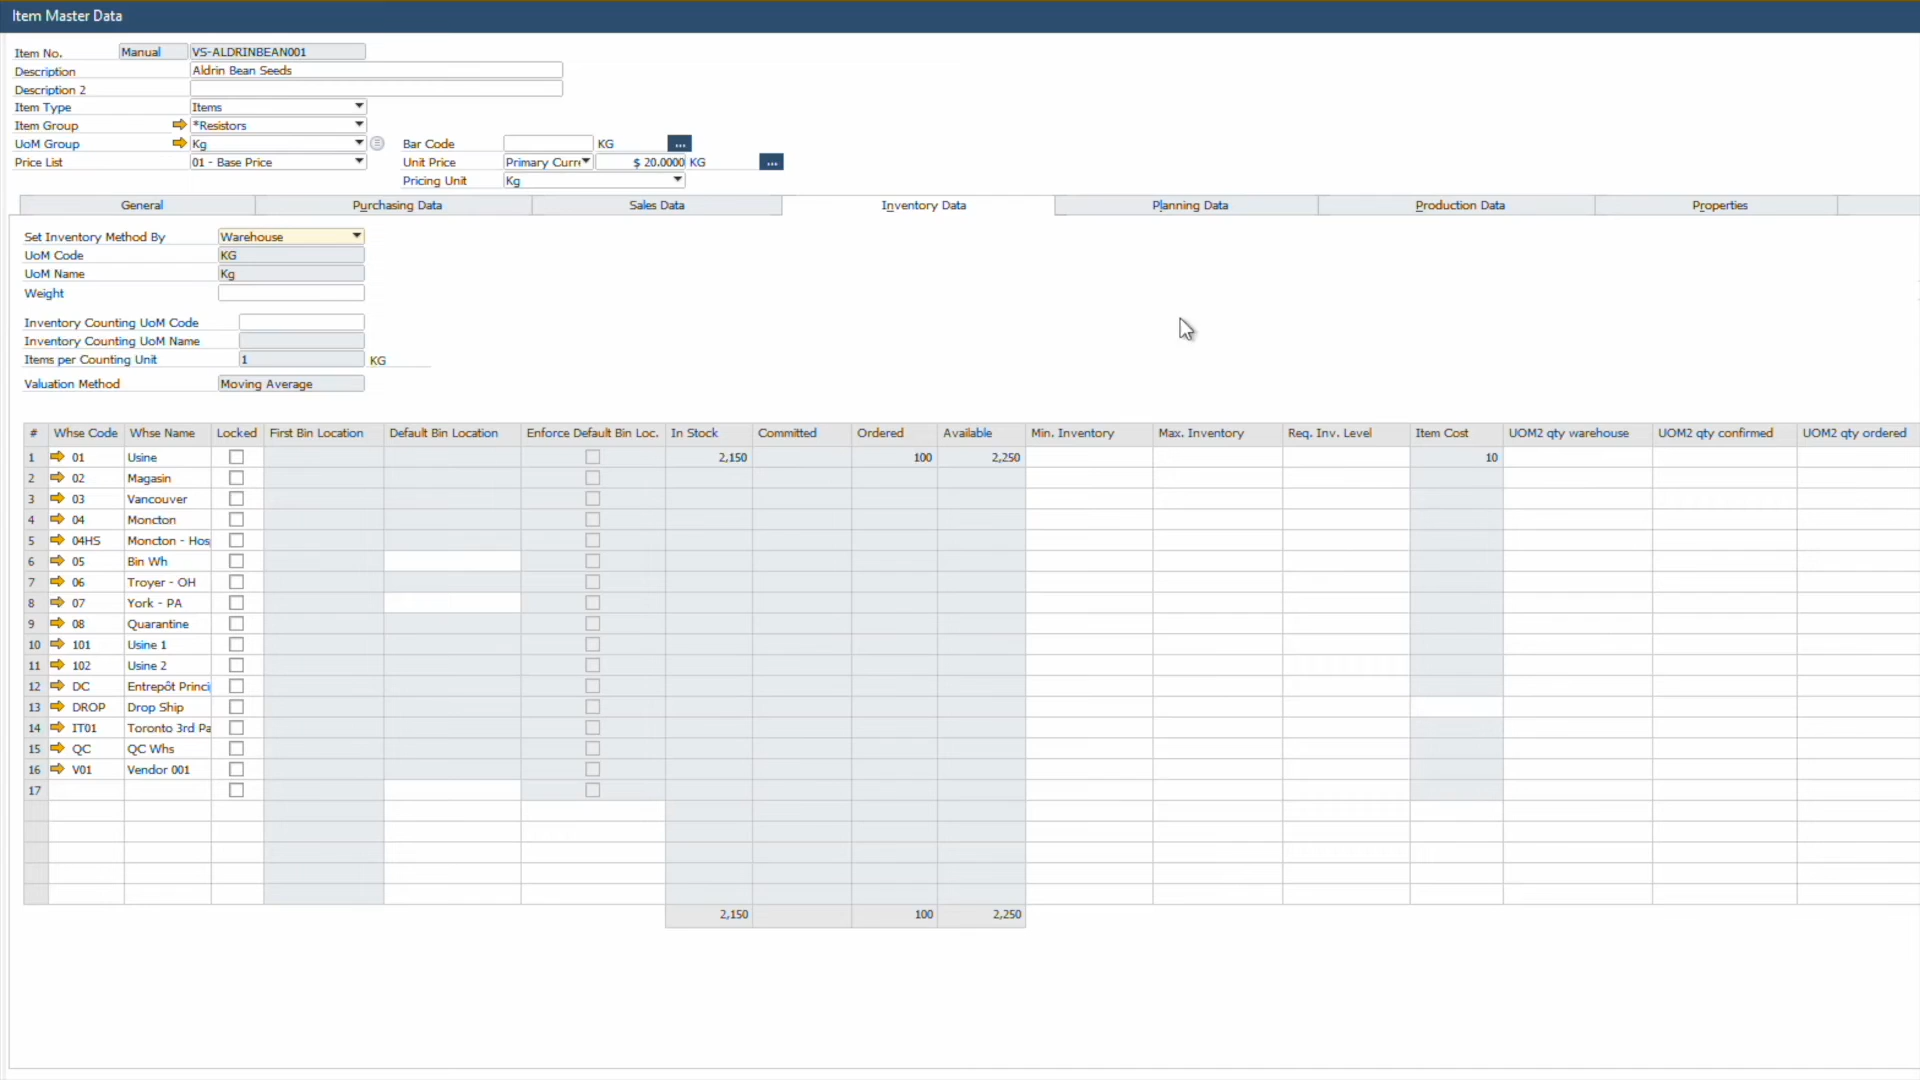 Item Master Data
Item No. Manual VS-ALDRINBEAN001
Description Aldrin Bean Seeds
Description 2
Item Type Items
Item Group *Resistors
UoM Group Kg Bar Code KG ...
Price List 01 - Base Price Unit Price Primary Curre $ 20.0000 KG ...
Pricing Unit Kg
General Purchasing Data Sales Data Inventory Data Planning Data Production Data Properties
Set Inventory Method By Warehouse
UoM Code KG
UoM Name Kg
Weight
Inventory Counting UoM Code
Inventory Counting UoM Name
Items per Counting Unit 1 KG
Valuation Method Moving Average
# Whse Code Whse Name Locked First Bin Location Default Bin Location Enforce Default Bin Loc. In Stock Committed Ordered Available Min. Inventory Max. Inventory Req. Inv. Level Item Cost UOM2 qty warehouse UOM2 qty confirmed UOM2 qty ordered
1 01 Usine 2,150 100 2,250 10
2 02 Magasin
3 03 Vancouver
4 04 Moncton
5 04HS Moncton - Hos
6 05 Bin Wh
7 06 Troyer - OH
8 07 York - PA
9 08 Quarantine
10 101 Usine 1
11 102 Usine 2
12 DC Entrepôt Princi
13 DROP Drop Ship
14 IT01 Toronto 3rd Pa
15 QC QC Whs
16 V01 Vendor 001
17
2,150 100 2,250